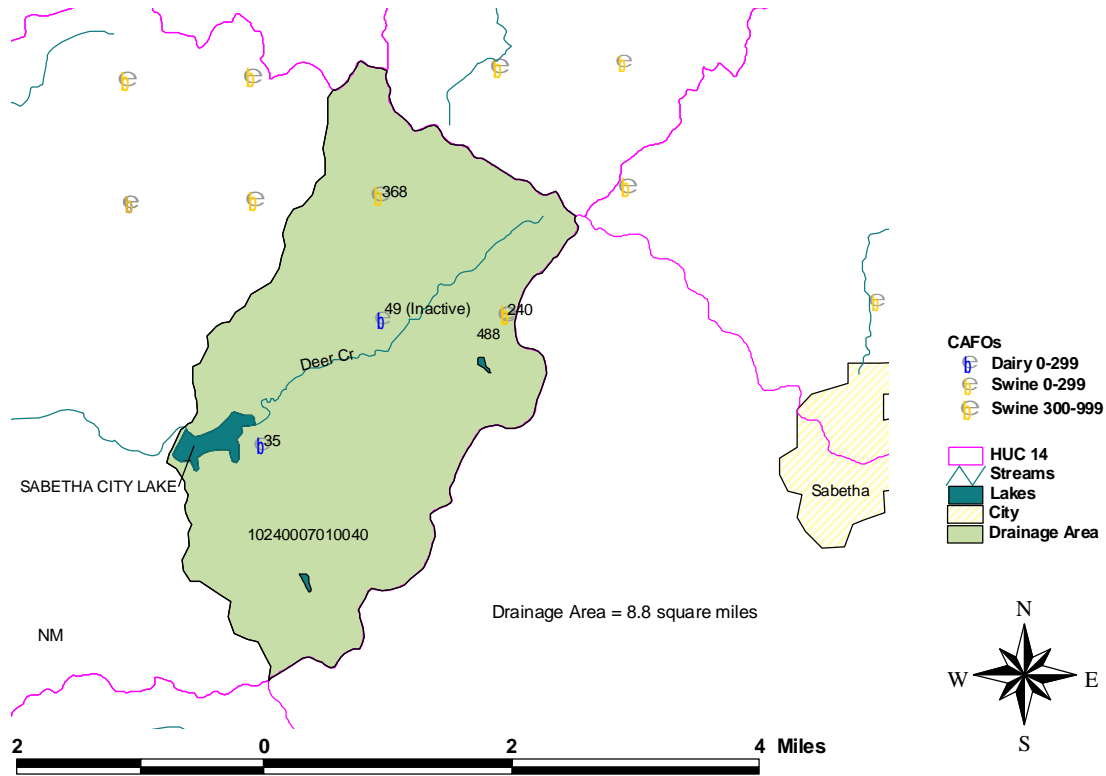 368
49 (Inactive)
240
488
Deer Cr
35
SABETHA CITY LAKE
10240007010040
Sabetha
Drainage Area = 8.8 square miles
NM
CAFOs
Dairy 0-299
Swine 0-299
Swine 300-999
HUC 14
Streams
Lakes
City
Drainage Area
N
W E
S
2 0 2 4 Miles